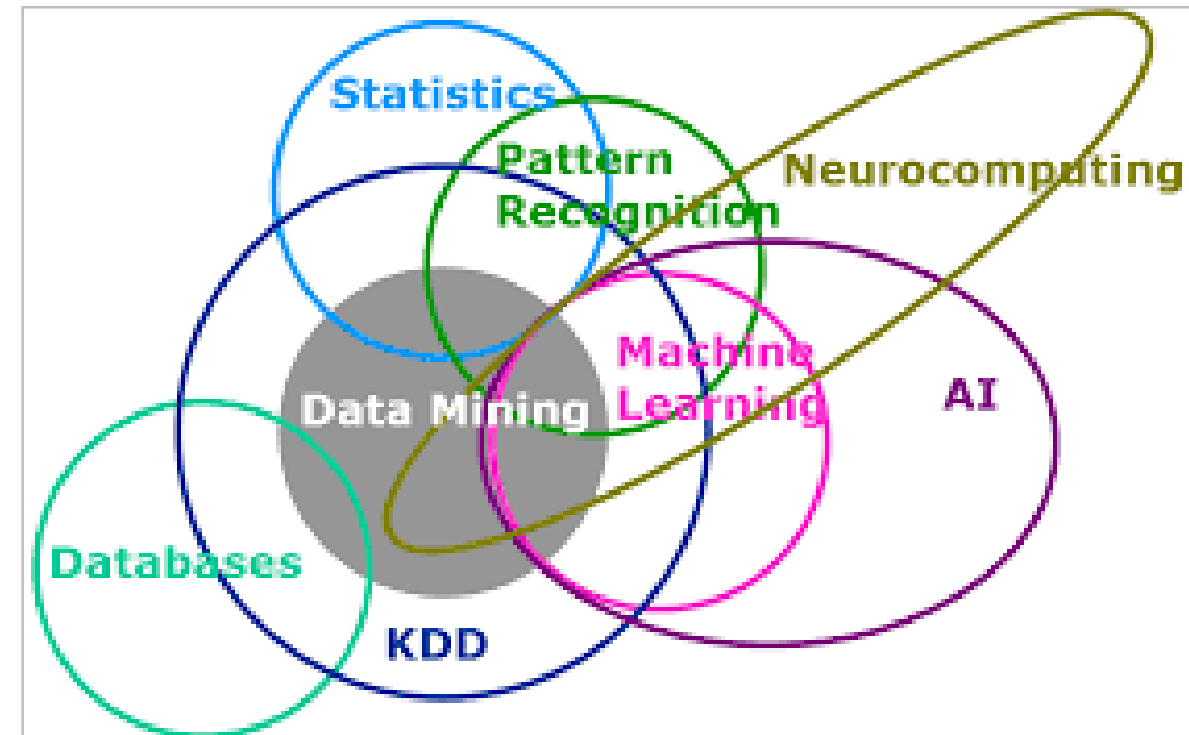 Statistics
Pattern
Recognition
Neurocomputing
Machine
Learning
AI
Data Mining
Databases
KDD